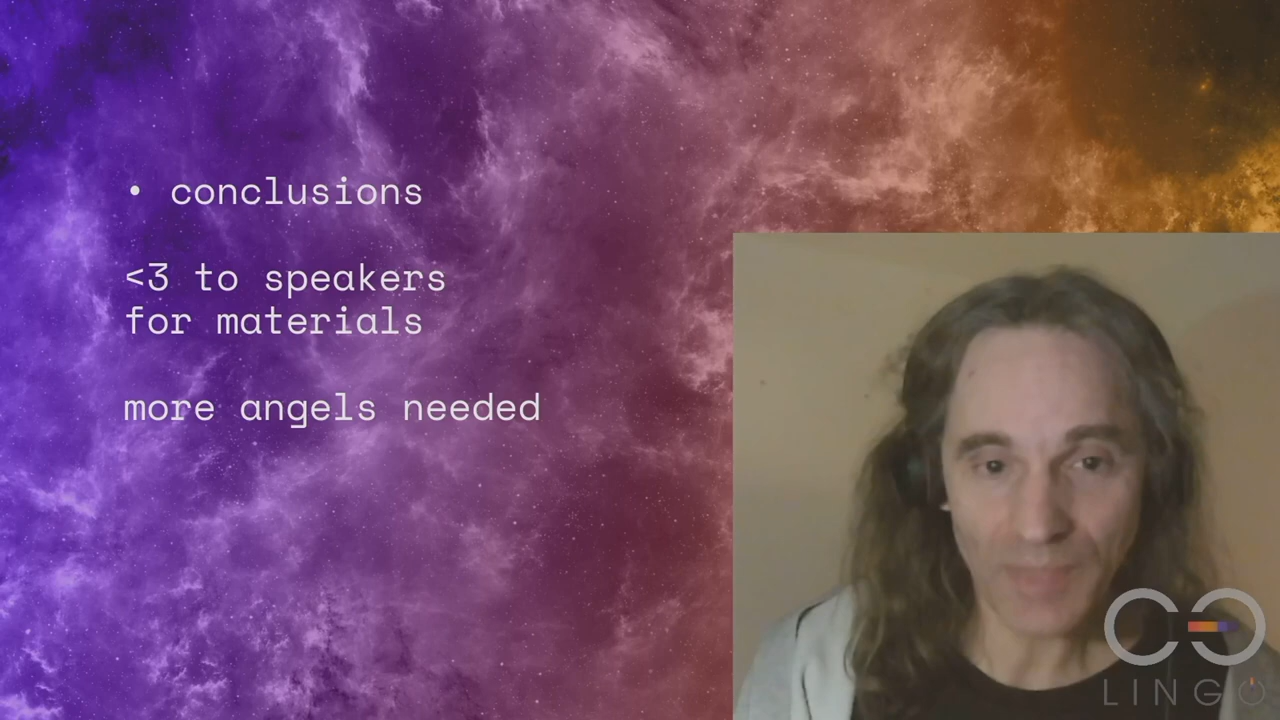 • conclusions
<3 to speakers
for materials
more angels needed
LINGO